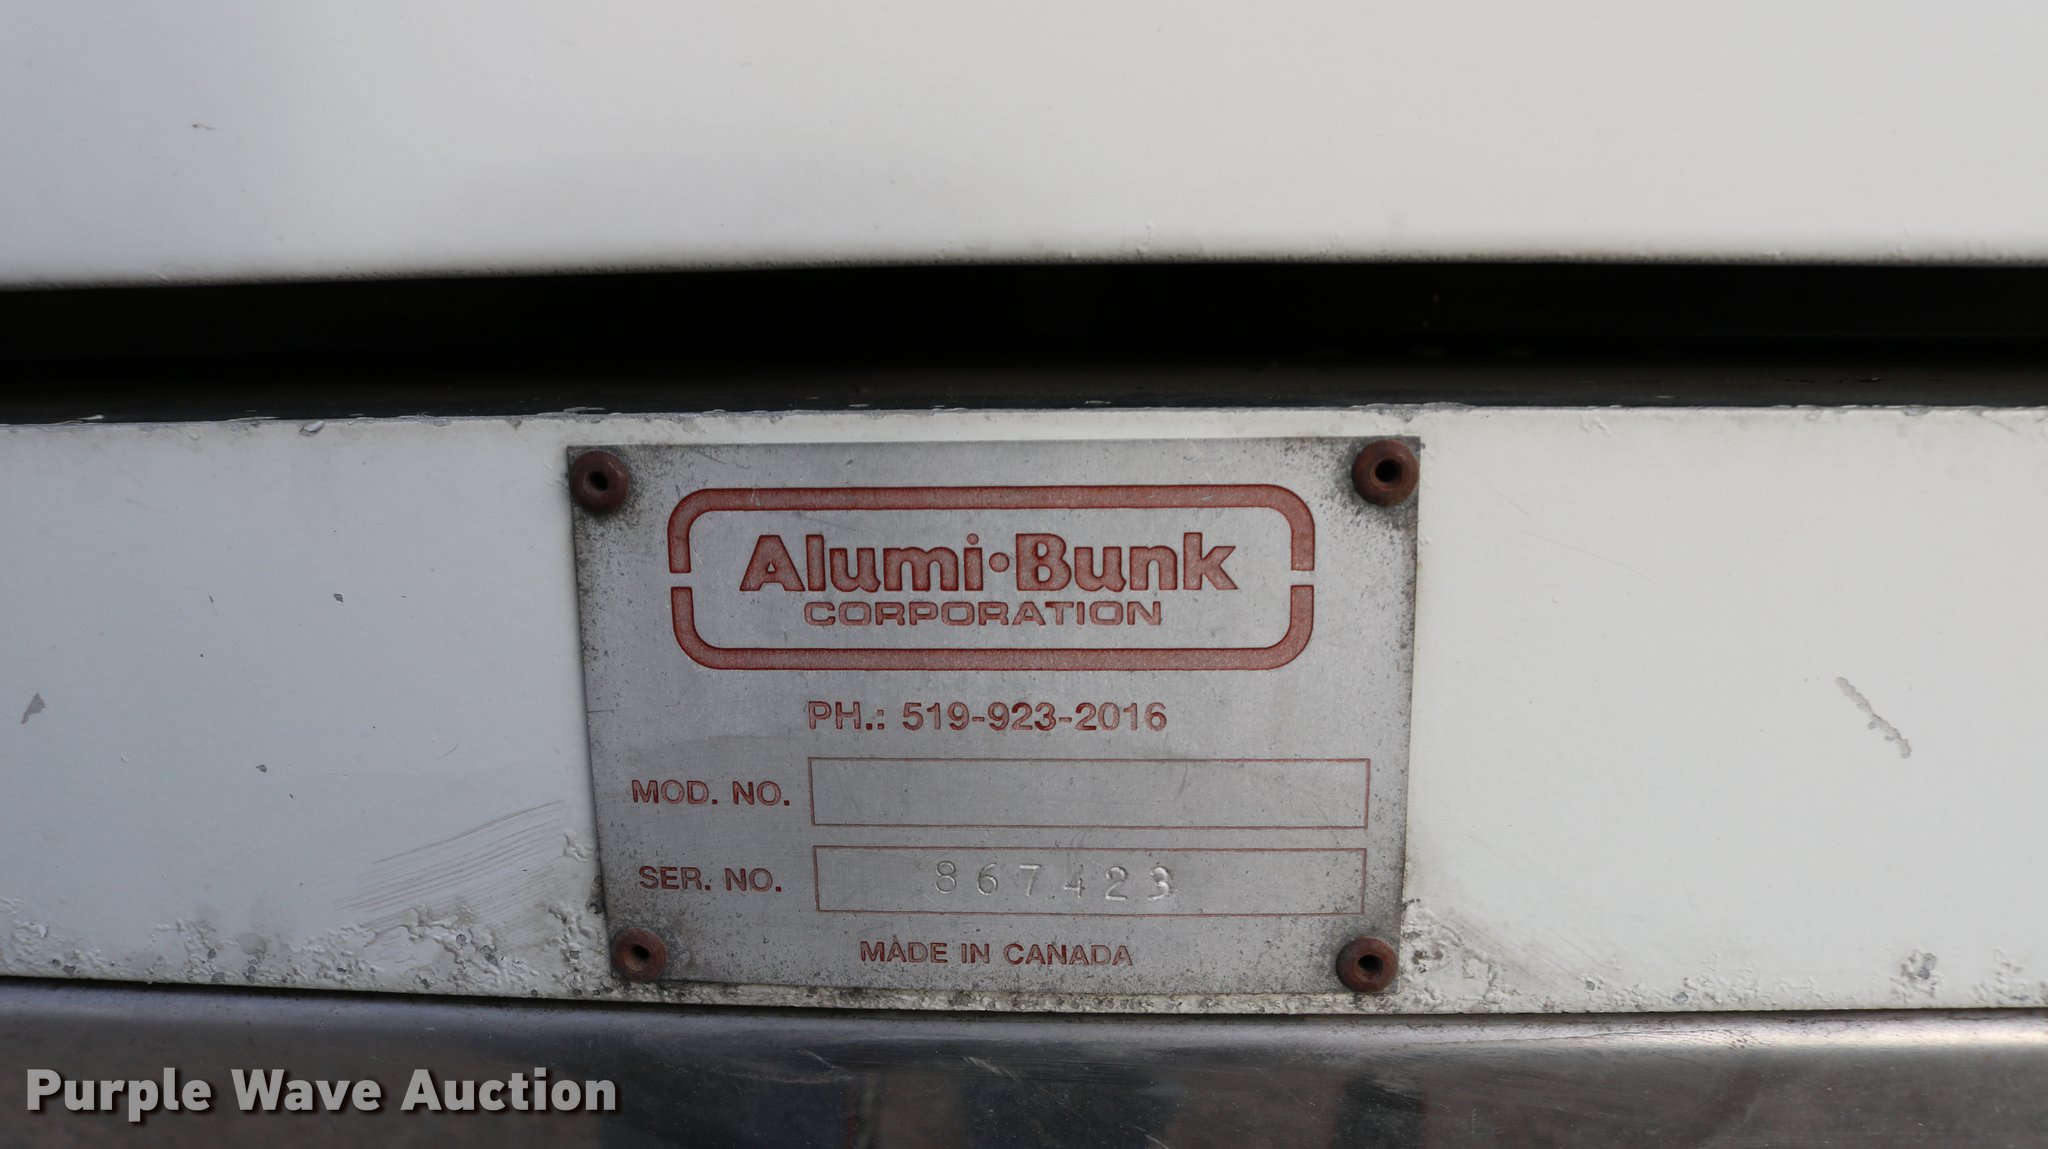 Alumi·Bunk
CORPORATION
PH.: 519-923-2016
MOD. NO.
SER. NO. 867423
MADE IN CANADA
Purple Wave Auction